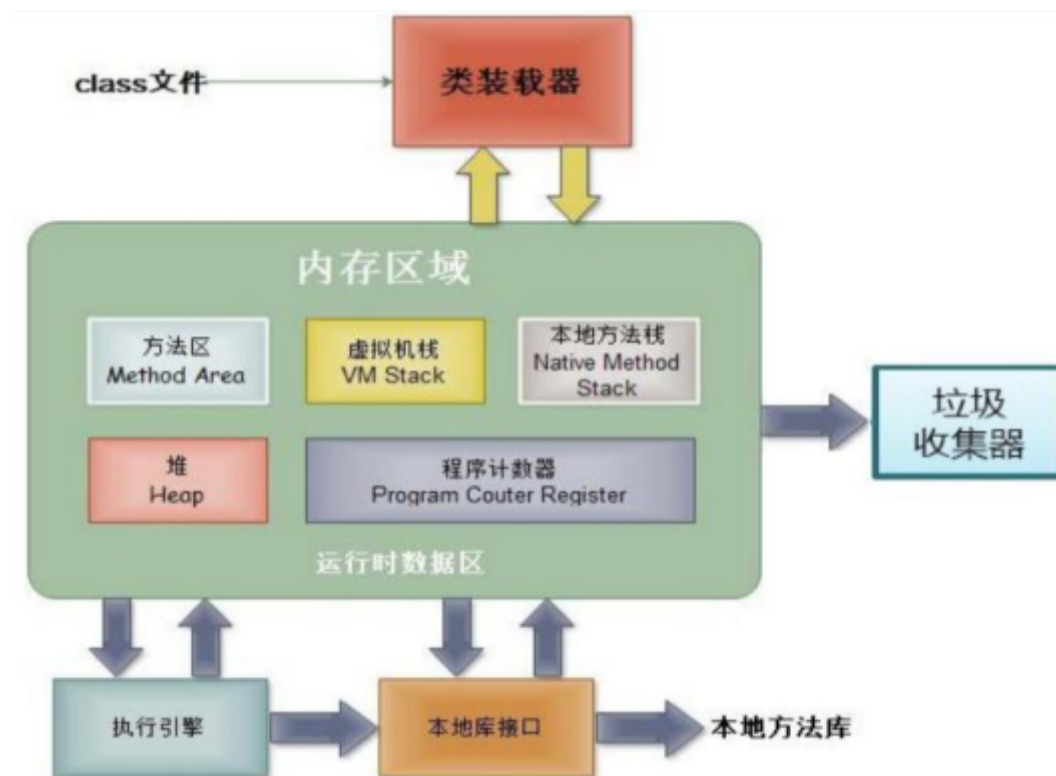 class文件
类装载器
内存区域
方法区
Method Area
虚拟机栈
VM Stack
本地方法栈
Native Method
Stack
堆
Heap
程序计数器
Program Couter Register
运行时数据区
垃圾
收集器
执行引擎
本地库接口
本地方法库